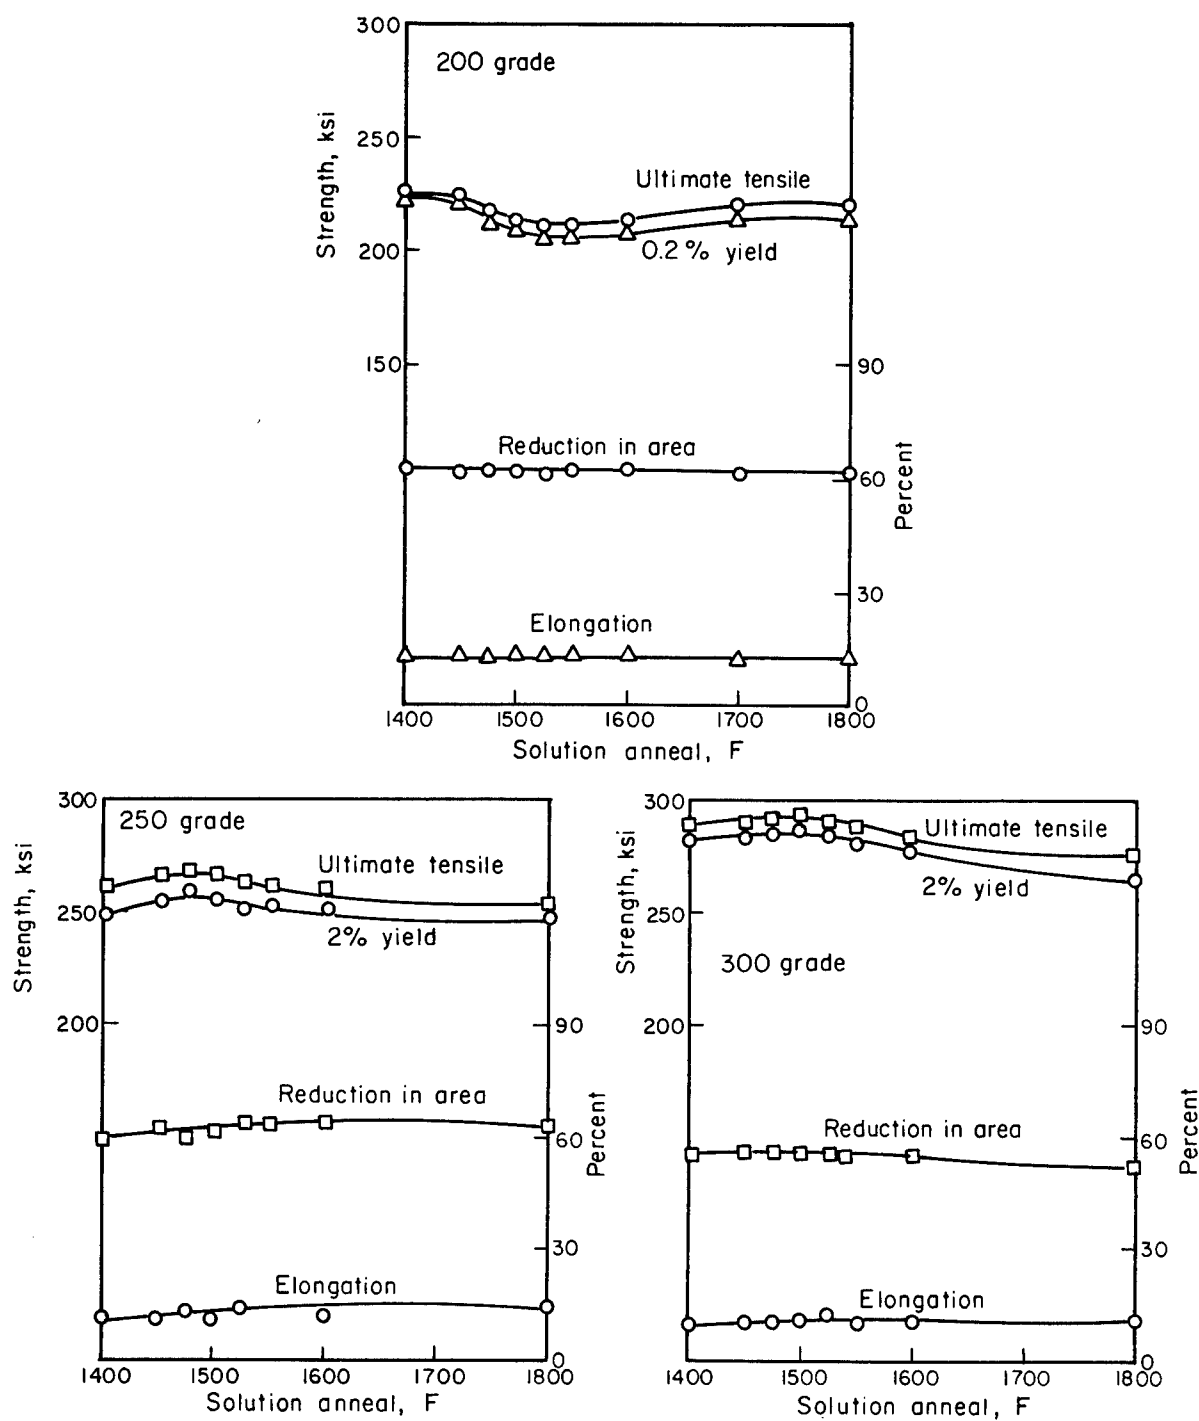 300
200 grade
250
Strength, ksi
Ultimate tensile
200
0.2% yield
150
90
Reduction in area
60
Percent
30
Elongation
0
1400 1500 1600 1700 1800
Solution anneal, F
300
250 grade
Strength, ksi
Ultimate tensile
250
2% yield
200
90
Reduction in area
60
Percent
30
Elongation
0
1400 1500 1600 1700 1800
Solution anneal, F
300
Ultimate tensile
Strength, ksi
2% yield
250
300 grade
200
90
Reduction in area
60
Percent
30
Elongation
0
1400 1500 1600 1700 1800
Solution anneal, F